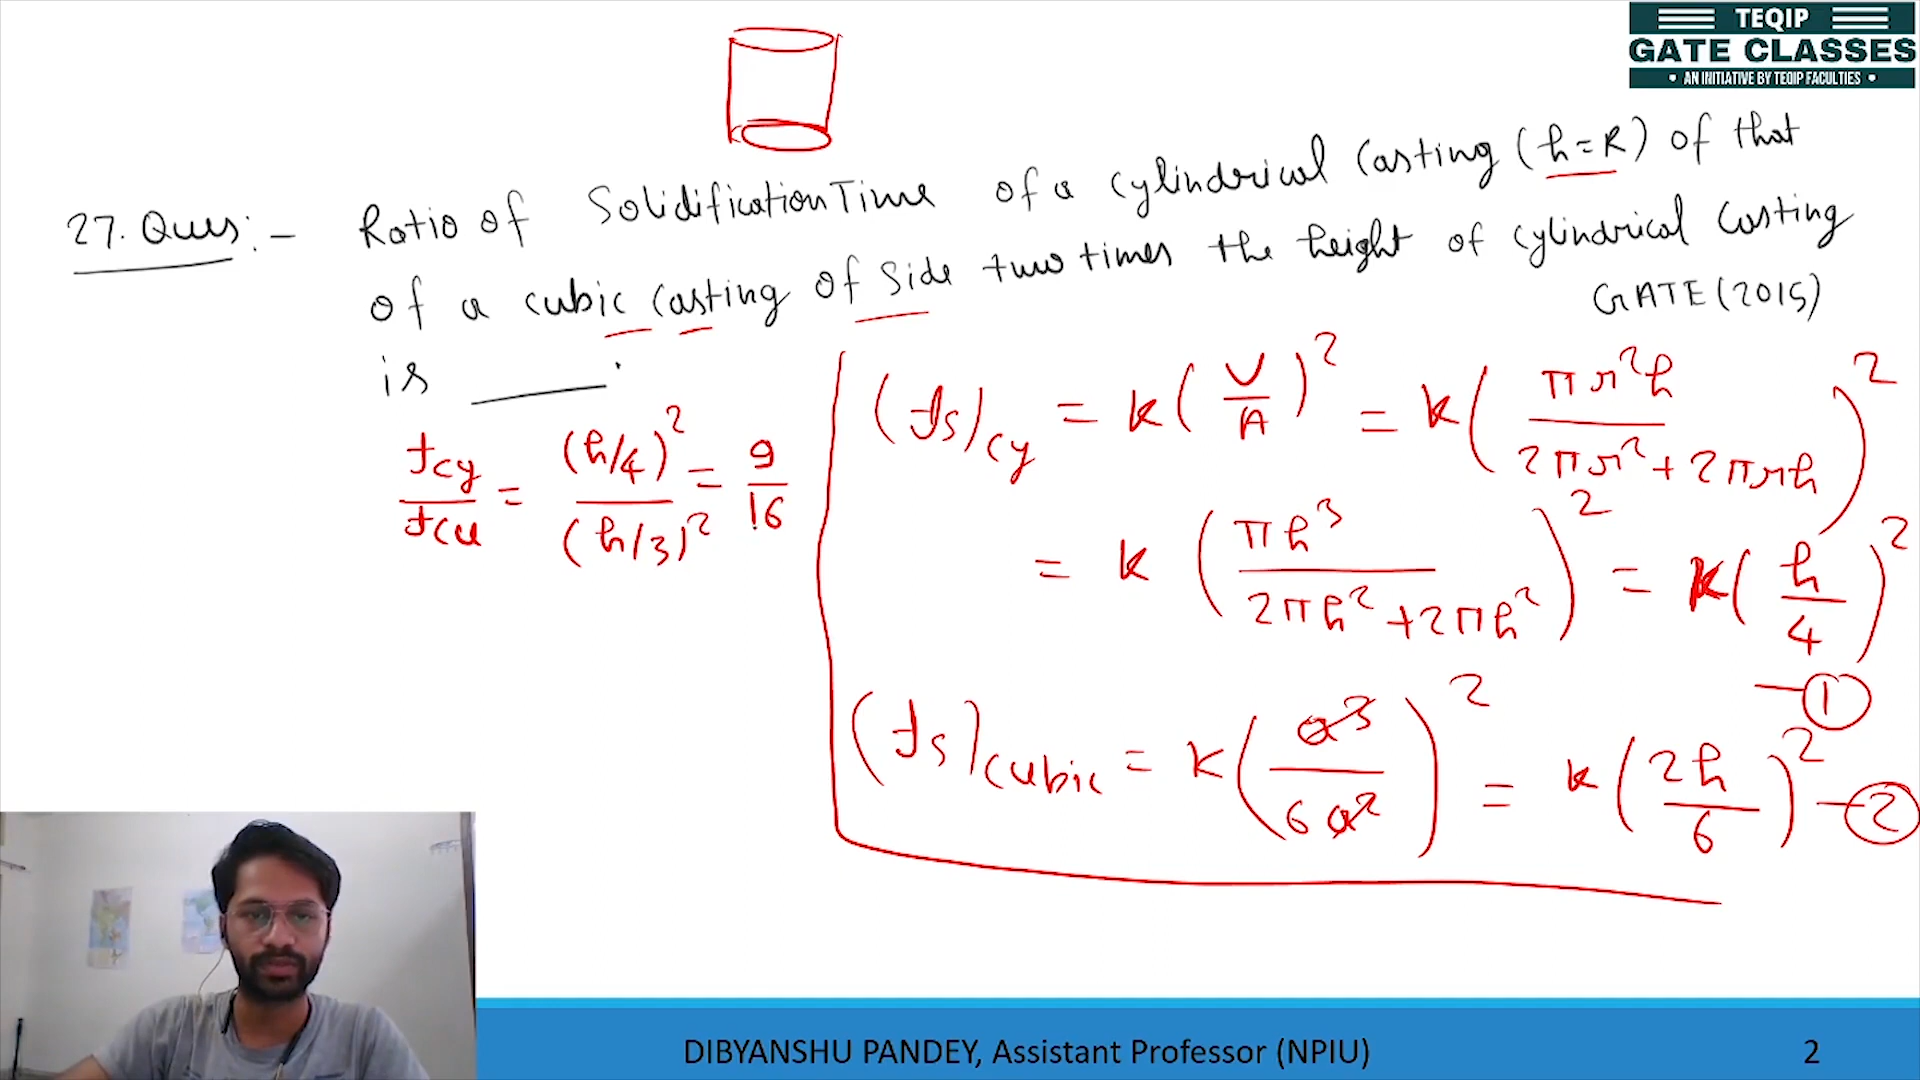 TEQIP
GATE CLASSES
• AN INITIATIVE BY TEQIP FACULTIES •
27. Ques:- Ratio of Solidification Time of a cylindrical Casting (h=R) of that
of a cubic casting of side two times the height of cylindrical Casting
is ______. GATE (2015)
t_cy/t_cu = (h/4)²/(h/3)² = 9/16
(ts)cy = K(V/A)² = K(πr²h/(2πr²+2πrh))²
= K(πh³/(2πh²+2πh²))² = K(h/4)² —①
(ts)cubic = K(a³/6a²)² = K(2h/6)² —②
DIBYANSHU PANDEY, Assistant Professor (NPIU)
2